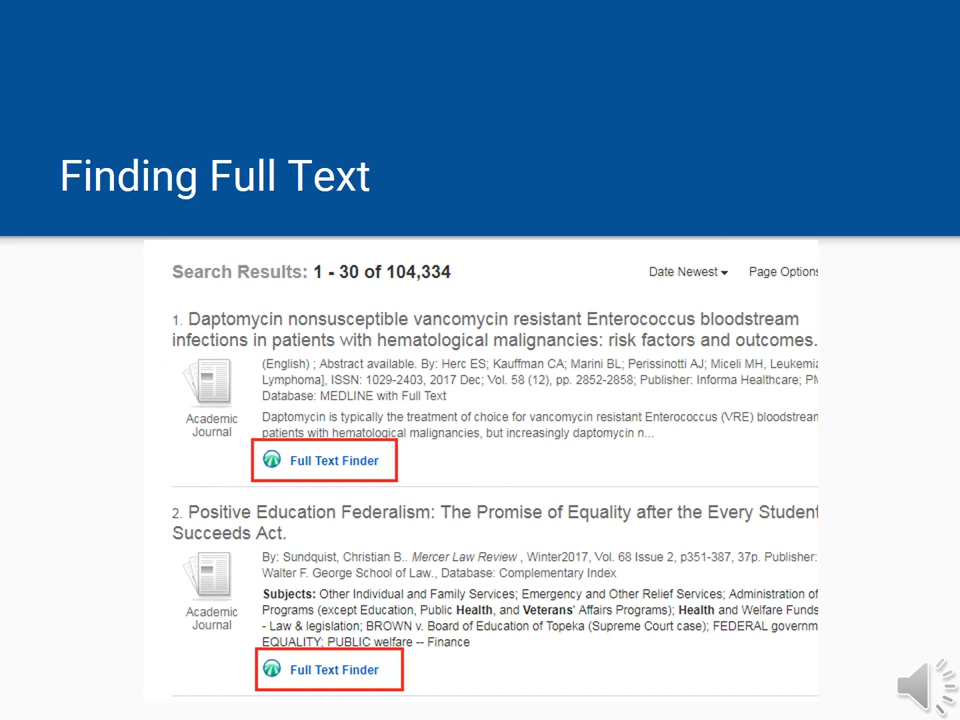 Finding Full Text
Search Results: 1 - 30 of 104,334
Date Newest
Page Options
1. Daptomycin nonsusceptible vancomycin resistant Enterococcus bloodstream
infections in patients with hematological malignancies: risk factors and outcomes.
(English) ; Abstract available. By: Herc ES; Kauffman CA; Marini BL; Perissinotti AJ; Miceli MH, Leukemia
Lymphoma], ISSN: 1029-2403, 2017 Dec; Vol. 58 (12), pp. 2852-2858; Publisher: Informa Healthcare; PM
Database: MEDLINE with Full Text
Academic
Journal
Daptomycin is typically the treatment of choice for vancomycin resistant Enterococcus (VRE) bloodstream
patients with hematological malignancies, but increasingly daptomycin n...
Full Text Finder
2. Positive Education Federalism: The Promise of Equality after the Every Student
Succeeds Act.
By: Sundquist, Christian B.. Mercer Law Review , Winter2017, Vol. 68 Issue 2, p351-387, 37p. Publisher:
Walter F. George School of Law., Database: Complementary Index
Academic
Journal
Subjects: Other Individual and Family Services; Emergency and Other Relief Services; Administration of
Programs (except Education, Public Health, and Veterans' Affairs Programs); Health and Welfare Funds
- Law & legislation; BROWN v. Board of Education of Topeka (Supreme Court case); FEDERAL governm
EQUALITY; PUBLIC welfare -- Finance
Full Text Finder